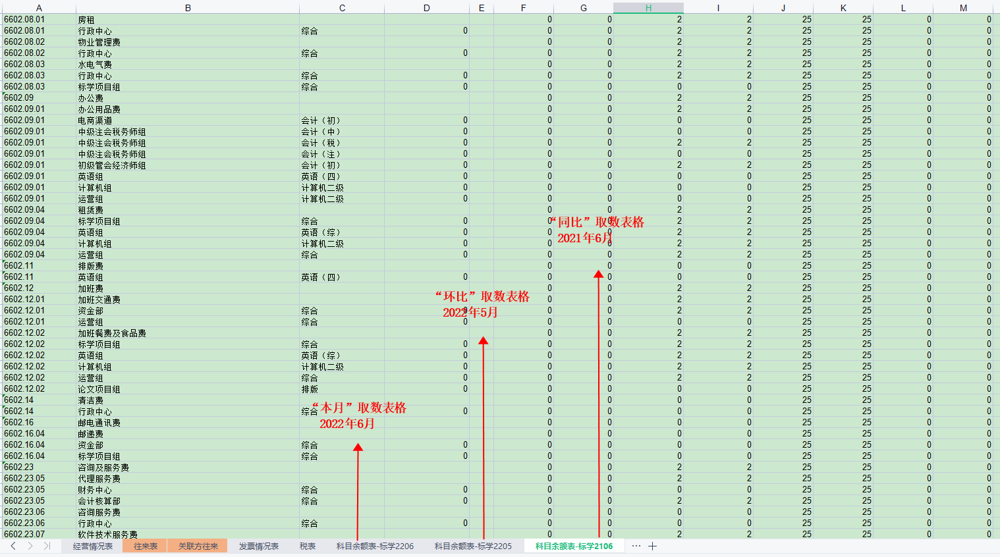 A B C D E F G H I J K L M
6602.08.01 房租 0 0 2 2 25 25 0 0
6602.08.01 行政中心 综合 0 0 0 2 2 25 25 0 0
6602.08.02 物业管理费 0 0 2 2 25 25 0 0
6602.08.02 行政中心 综合 0 0 0 2 2 25 25 0 0
6602.08.03 水电气费 0 0 2 2 25 25 0 0
6602.08.03 行政中心 综合 0 0 0 2 2 25 25 0 0
6602.08.03 标学项目组 综合 0 0 0 0 0 25 25 0 0
6602.09 办公费 0 0 2 2 25 25 0 0
6602.09.01 办公用品费 0 0 2 2 25 25 0 0
6602.09.01 电商渠道 会计（初） 0 0 0 0 0 25 25 0 0
6602.09.01 中级注会税务师组 会计（中） 0 0 0 0 0 25 25 0 0
6602.09.01 中级注会税务师组 会计（税） 0 0 0 2 2 25 25 0 0
6602.09.01 中级注会税务师组 会计（注） 0 0 0 0 0 25 25 0 0
6602.09.01 初级管会经济师组 会计（初） 0 0 0 2 2 25 25 0 0
6602.09.01 英语组 英语（四） 0 0 0 0 0 25 25 0 0
6602.09.01 计算机组 计算机二级 0 0 0 0 0 25 25 0 0
6602.09.01 运营组 计算机二级 0 0 0 0 0 25 25 0 0
6602.09.04 租赁费 0 0 2 2 25 25 0 0
6602.09.04 标学项目组 综合 0 0 0 2 2 25 25 0 0
“同比”取数表格
6602.09.04 英语组 英语（综） 0 0 0 2 2 25 25 0 0
2021年6月
6602.09.04 计算机组 计算机二级 0 0 0 2 2 25 25 0 0
6602.09.04 运营组 综合 0 0 0 2 2 25 25 0 0
6602.11 排版费 0 0 0 0 25 25 0 0
6602.11 英语组 英语（四） 0 0 0 0 0 25 25 0 0
6602.12 加班费 0 0 2 2 25 25 0 0
6602.12.01 加班交通费 0 0 2 2 25 25 0 0
“环比”取数表格
6602.12.01 资金部 综合 0 0 0 2 2 25 25 0 0
2022年5月
6602.12.01 运营组 综合 0 0 0 0 0 25 25 0 0
6602.12.02 加班餐费及食品费 0 0 2 2 25 25 0 0
6602.12.02 标学项目组 综合 0 0 0 2 2 25 25 0 0
6602.12.02 英语组 英语（综） 0 0 0 2 2 25 25 0 0
6602.12.02 计算机组 计算机二级 0 0 0 2 2 25 25 0 0
6602.12.02 运营组 综合 0 0 0 2 2 25 25 0 0
6602.12.02 论文项目组 排版 0 0 0 0 0 25 25 0 0
6602.14 清洁费 0 0 0 0 25 25 0 0
“本月”取数表格
6602.14 行政中心 综合 0 0 0 0 0 25 25 0 0
2022年6月
6602.16 邮电通讯费 0 0 0 0 25 25 0 0
6602.16.04 邮递费 0 0 0 0 25 25 0 0
6602.16.04 资金部 综合 0 0 0 0 0 25 25 0 0
6602.16.04 标学项目组 综合 0 0 0 0 0 25 25 0 0
6602.23 咨询及服务费 0 0 2 2 25 25 0 0
6602.23.05 代理服务费 0 0 2 2 25 25 0 0
6602.23.05 财务中心 综合 0 0 0 0 0 25 25 0 0
6602.23.05 会计核算部 综合 0 0 0 2 2 25 25 0 0
6602.23.06 咨询服务费 0 0 0 0 25 25 0 0
6602.23.06 行政中心 综合 0 0 0 0 0 25 25 0 0
6602.23.07 软件技术服务费 0 0 2 2 25 25 0 0
经营情况表 往来表 关联方往来 发票情况表 税表 科目余额表-标学2206 科目余额表-标学2205 科目余额表-标学2106 ··· +